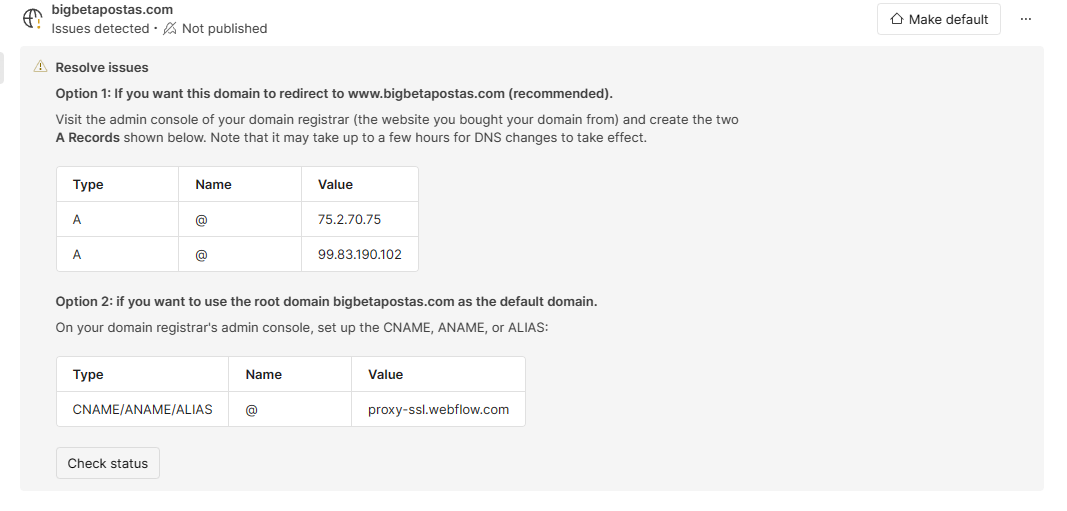 bigbetapostas.com
Issues detected • Not published
Make default
...
Resolve issues
Option 1: If you want this domain to redirect to www.bigbetapostas.com (recommended).
Visit the admin console of your domain registrar (the website you bought your domain from) and create the two
A Records shown below. Note that it may take up to a few hours for DNS changes to take effect.
Type Name Value
A @ 75.2.70.75
A @ 99.83.190.102
Option 2: if you want to use the root domain bigbetapostas.com as the default domain.
On your domain registrar's admin console, set up the CNAME, ANAME, or ALIAS:
Type Name Value
CNAME/ANAME/ALIAS @ proxy-ssl.webflow.com
Check status